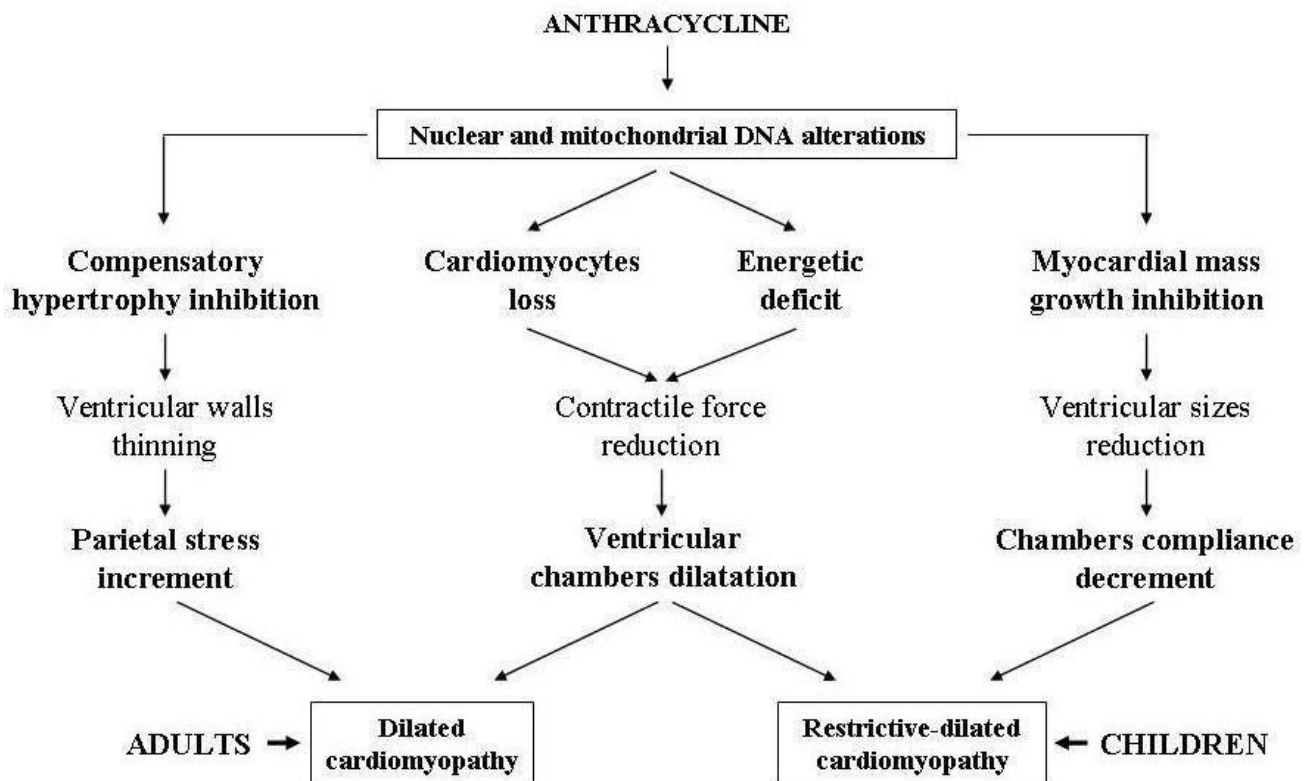 ANTHRACYCLINE
Nuclear and mitochondrial DNA alterations
Compensatory
hypertrophy inhibition
Cardiomyocytes
loss
Energetic
deficit
Myocardial mass
growth inhibition
Ventricular walls
thinning
Contractile force
reduction
Ventricular sizes
reduction
Parietal stress
increment
Ventricular
chambers dilatation
Chambers compliance
decrement
ADULTS
Dilated
cardiomyopathy
Restrictive-dilated
cardiomyopathy
CHILDREN